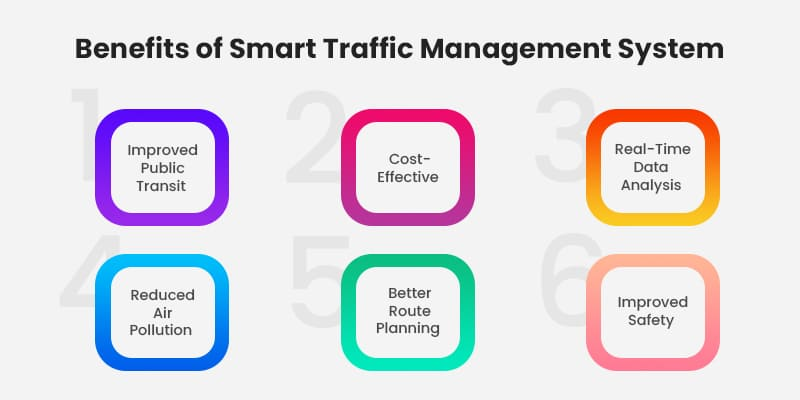 Benefits of Smart Traffic Management System
1
Improved
Public
Transit
2
Cost-
Effective
3
Real-Time
Data
Analysis
4
Reduced
Air
Pollution
5
Better
Route
Planning
6
Improved
Safety